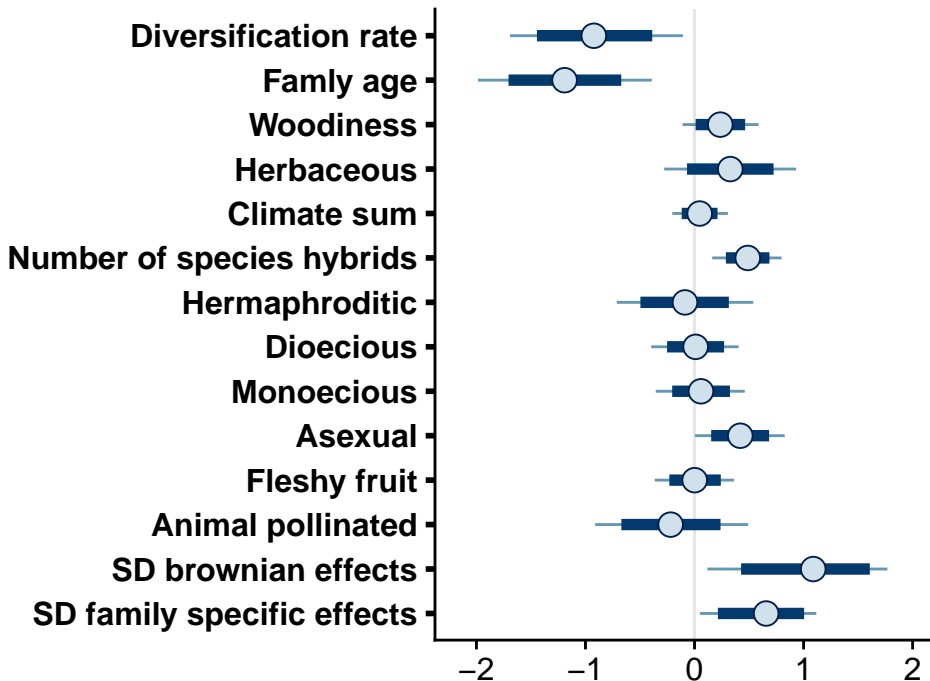 Diversification rate
Famly age
Woodiness
Herbaceous
Climate sum
Number of species hybrids
Hermaphroditic
Dioecious
Monoecious
Asexual
Fleshy fruit
Animal pollinated
SD brownian effects
SD family specific effects
−2 −1 0 1 2